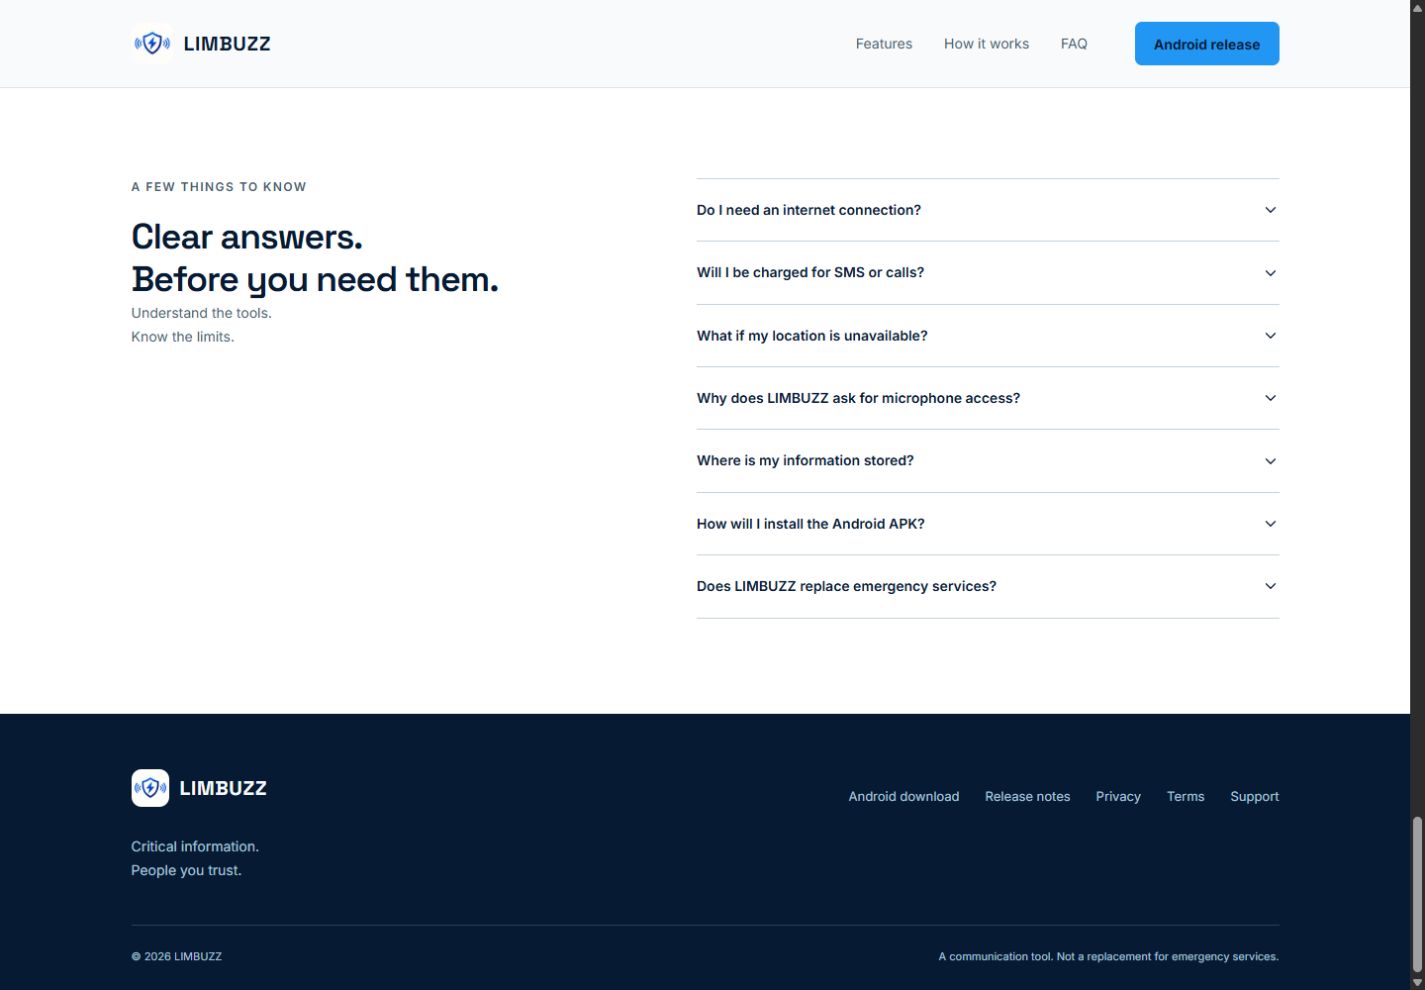 LIMBUZZ
Features
How it works
FAQ
Android release
A FEW THINGS TO KNOW
Clear answers.
Before you need them.
Understand the tools.
Know the limits.
Do I need an internet connection?
Will I be charged for SMS or calls?
What if my location is unavailable?
Why does LIMBUZZ ask for microphone access?
Where is my information stored?
How will I install the Android APK?
Does LIMBUZZ replace emergency services?
LIMBUZZ
Critical information.
People you trust.
Android download
Release notes
Privacy
Terms
Support
© 2026 LIMBUZZ
A communication tool. Not a replacement for emergency services.